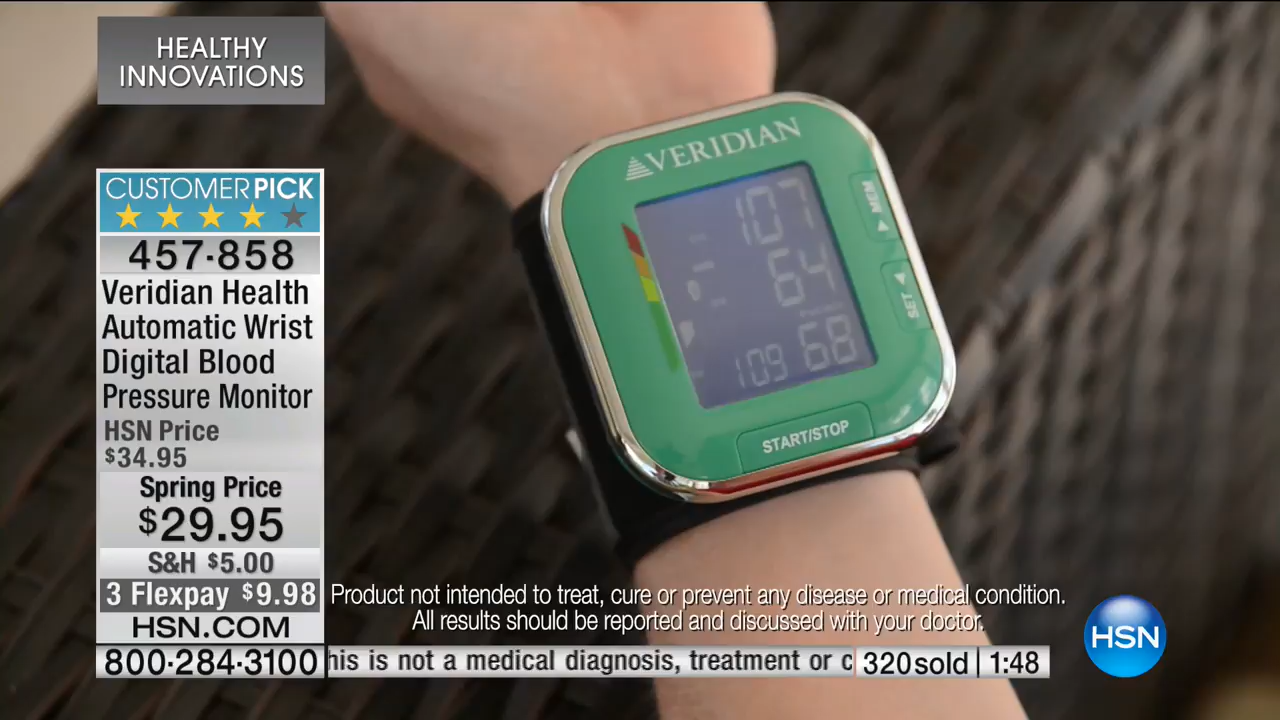 HEALTHY
INNOVATIONS
CUSTOMER PICK
457·858
Veridian Health
Automatic Wrist
Digital Blood
Pressure Monitor
HSN Price
$34.95
Spring Price
$29.95
S&H $5.00
3 Flexpay $9.98
HSN.COM
800·284·3100
VERIDIAN
MEM
107
64
SET
109 68
START/STOP
Product not intended to treat, cure or prevent any disease or medical condition.
All results should be reported and discussed with your doctor.
HSN
his is not a medical diagnosis, treatment or c
320 sold | 1:48